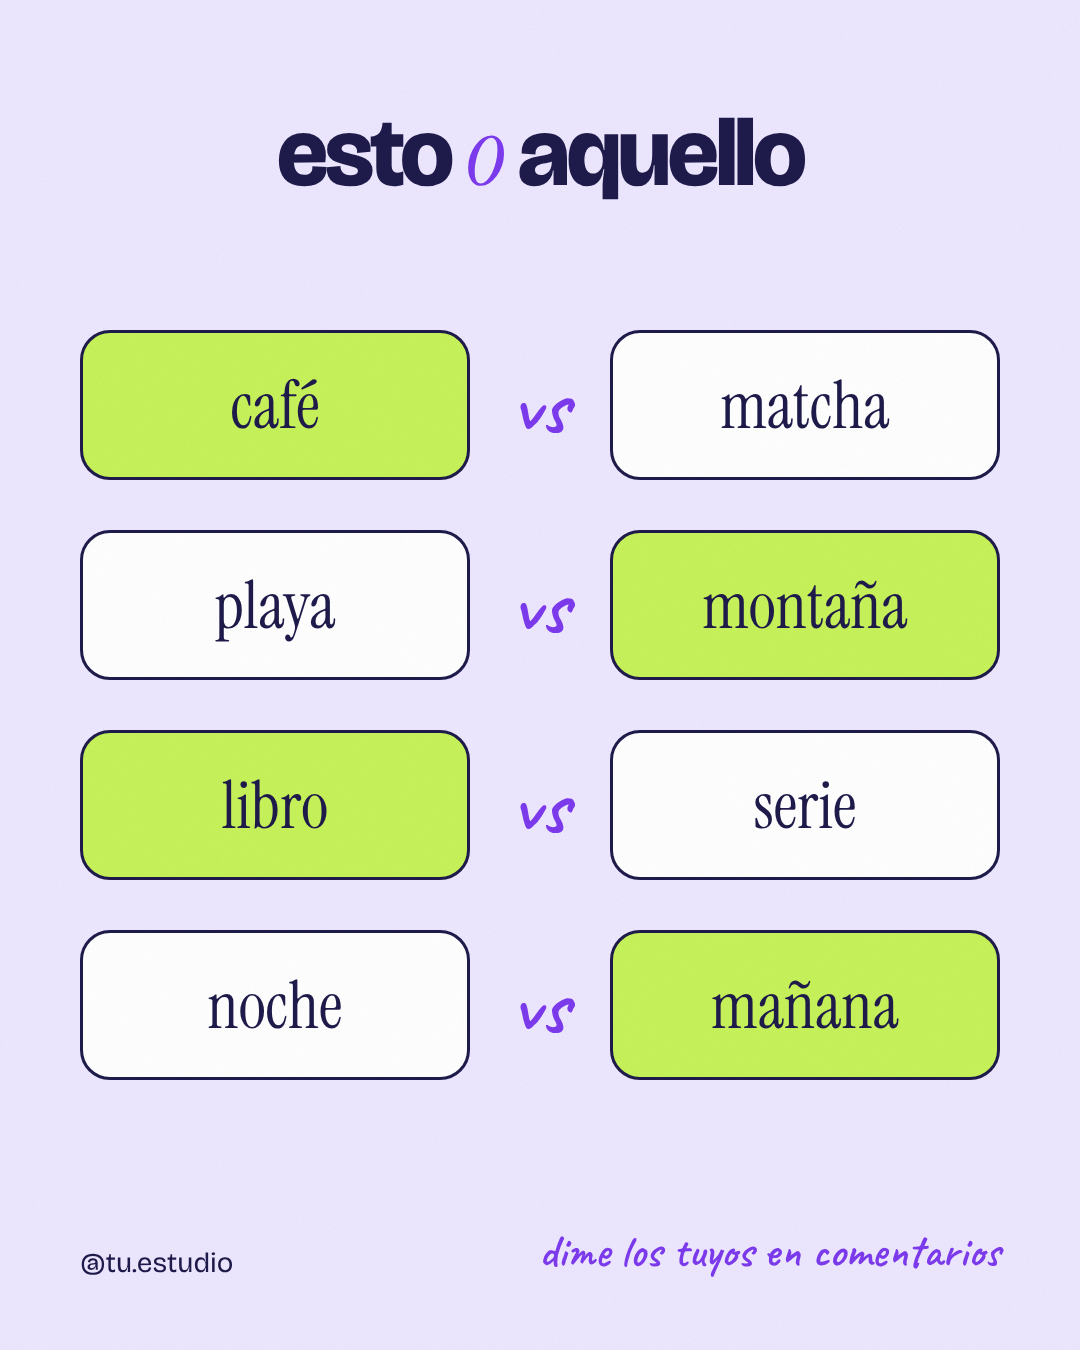 esto o aquello
café vs matcha
playa vs montaña
libro vs serie
noche vs mañana
@tu.estudio
dime los tuyos en comentarios